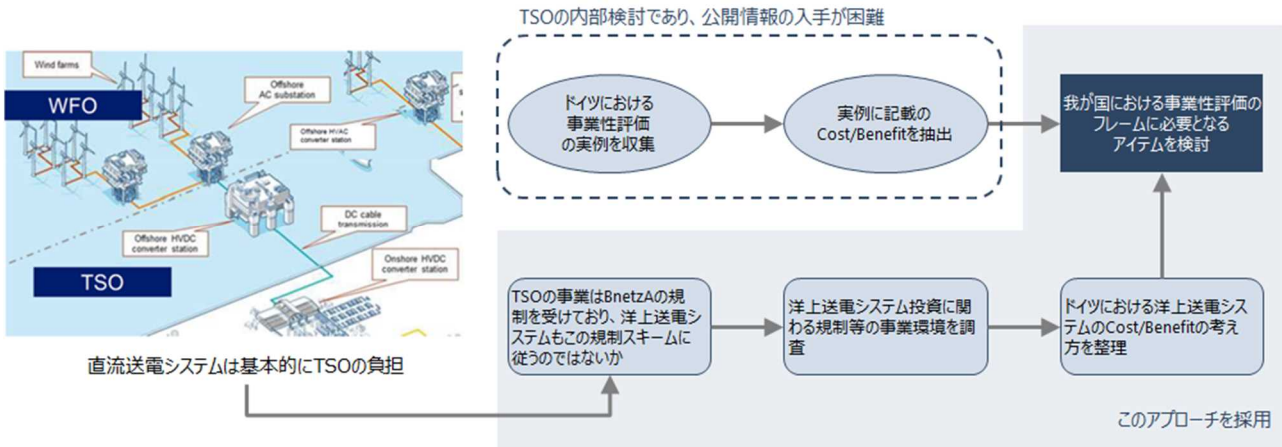 TSOの内部検討であり、公開情報の入手が困難
Wind farms
WFO
Offshore
AC substation
Offshore HVAC
converter station
Offshore HVDC
converter station
DC cable
transmission
Onshore HVDC
converter station
TSO
直流送電システムは基本的にTSOの負担
ドイツにおける
事業性評価
の実例を収集
実例に記載の
Cost/Benefitを抽出
我が国における事業性評価の
フレームに必要となる
アイテムを検討
TSOの事業はBnetzAの規
制を受けており、洋上送電シ
ステムもこの規制スキームに
従うのではないか
洋上送電システム投資に関
わる規制等の事業環境を調
査
ドイツにおける洋上送電シス
テムのCost/Benefitの考え
方を整理
このアプローチを採用